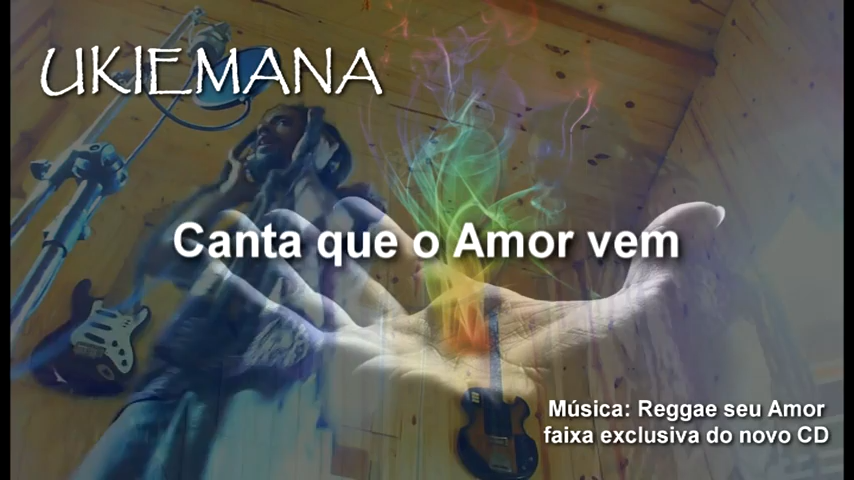 UKIEMANA
Canta que o Amor vem
Música: Reggae seu Amor
faixa exclusiva do novo CD